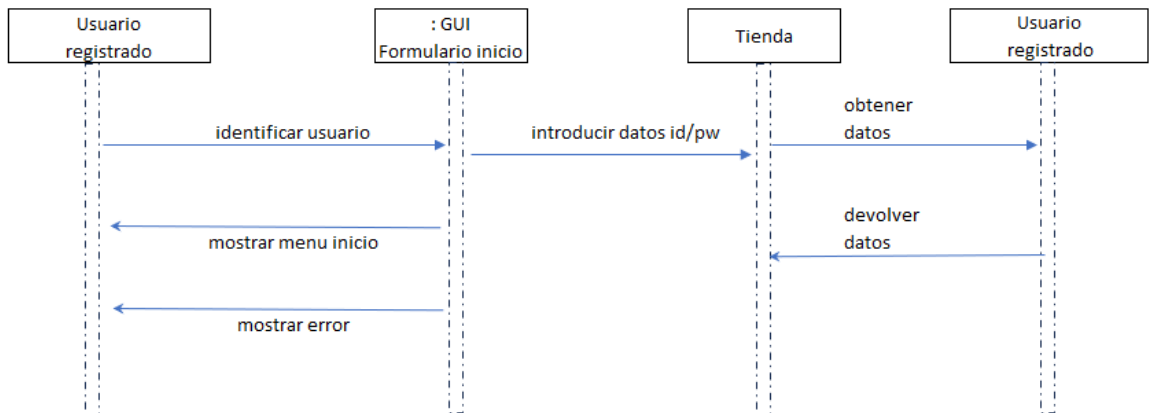 Usuario
registrado
: GUI
Formulario inicio
Tienda
Usuario
registrado
identificar usuario
introducir datos id/pw
obtener
datos
mostrar menu inicio
devolver
datos
mostrar error